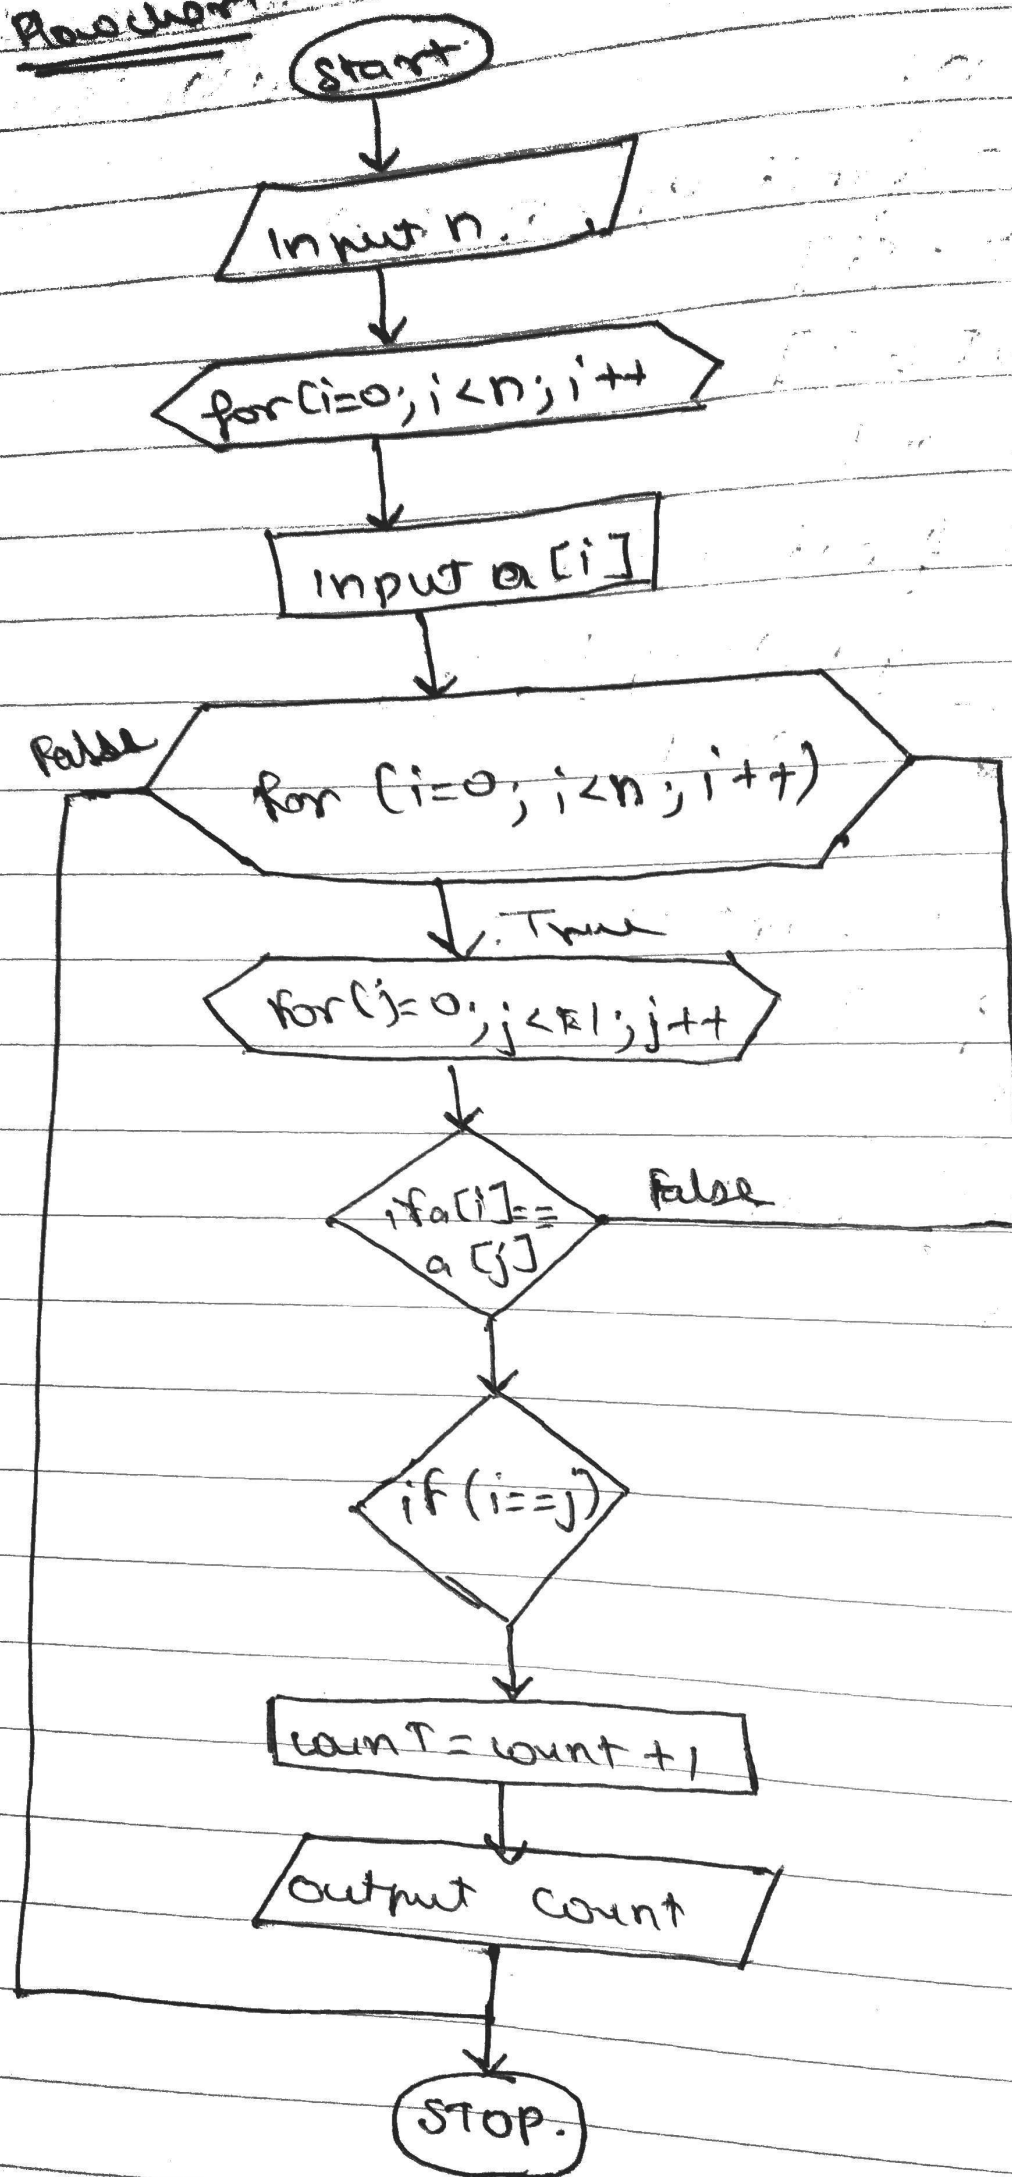 Flowchar
Start
Input n.
for(i=0; i<n; i++
input a[i]
False
for (i=0; i<n; i++)
True
for(j=0; j< ; j++
if a[i]==
a[j]
False
if (i==j)
count = count +1
output count
STOP.